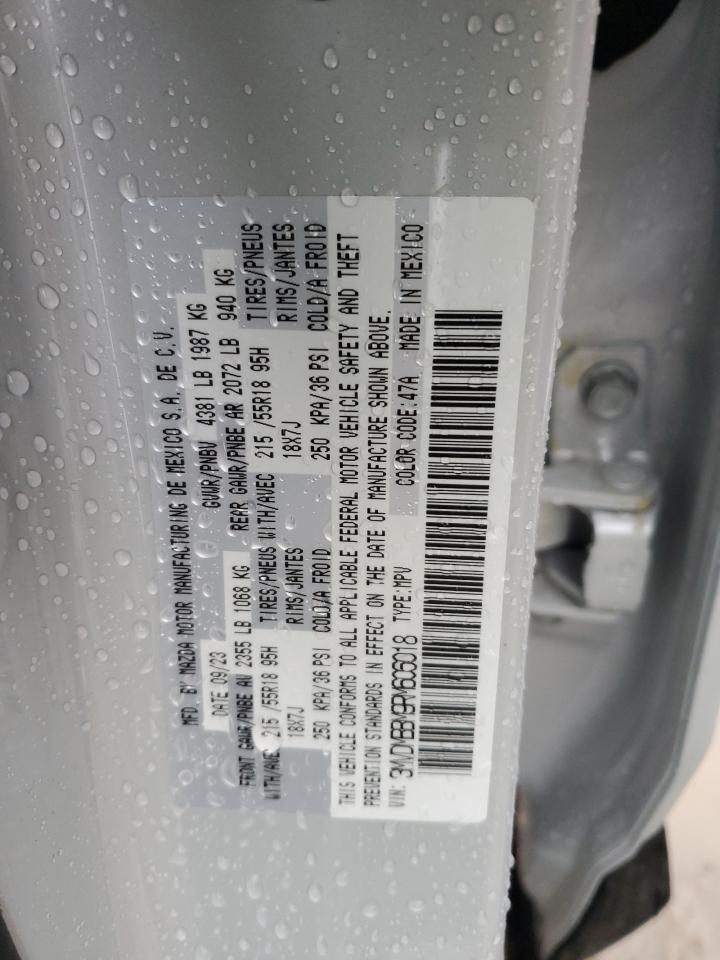 MFD BY MAZDA MOTOR MANUFACTURING DE MEXICO S.A. DE C.V.
DATE 09/23 GVWR/PNBV 4381 LB 1987 KG
FRONT GAWR/PNBE AV 2355 LB 1068 KG REAR GAWR/PNBE AR 2072 LB 940 KG
WITH/AVEC 215 /55R18 95H TIRES/PNEUS WITH/AVEC 215 /55R18 95H TIRES/PNEUS
18X7J RIMS/JANTES 18X7J RIMS/JANTES
250 KPA/36 PSI COLD/A FROID 250 KPA/36 PSI COLD/A FROID
THIS VEHICLE CONFORMS TO ALL APPLICABLE FEDERAL MOTOR VEHICLE SAFETY AND THEFT
PREVENTION STANDARDS IN EFFECT ON THE DATE OF MANUFACTURE SHOWN ABOVE.
VIN: 3MVDMBBM9RM606018 TYPE:MPV COLOR CODE:47A MADE IN MEXICO